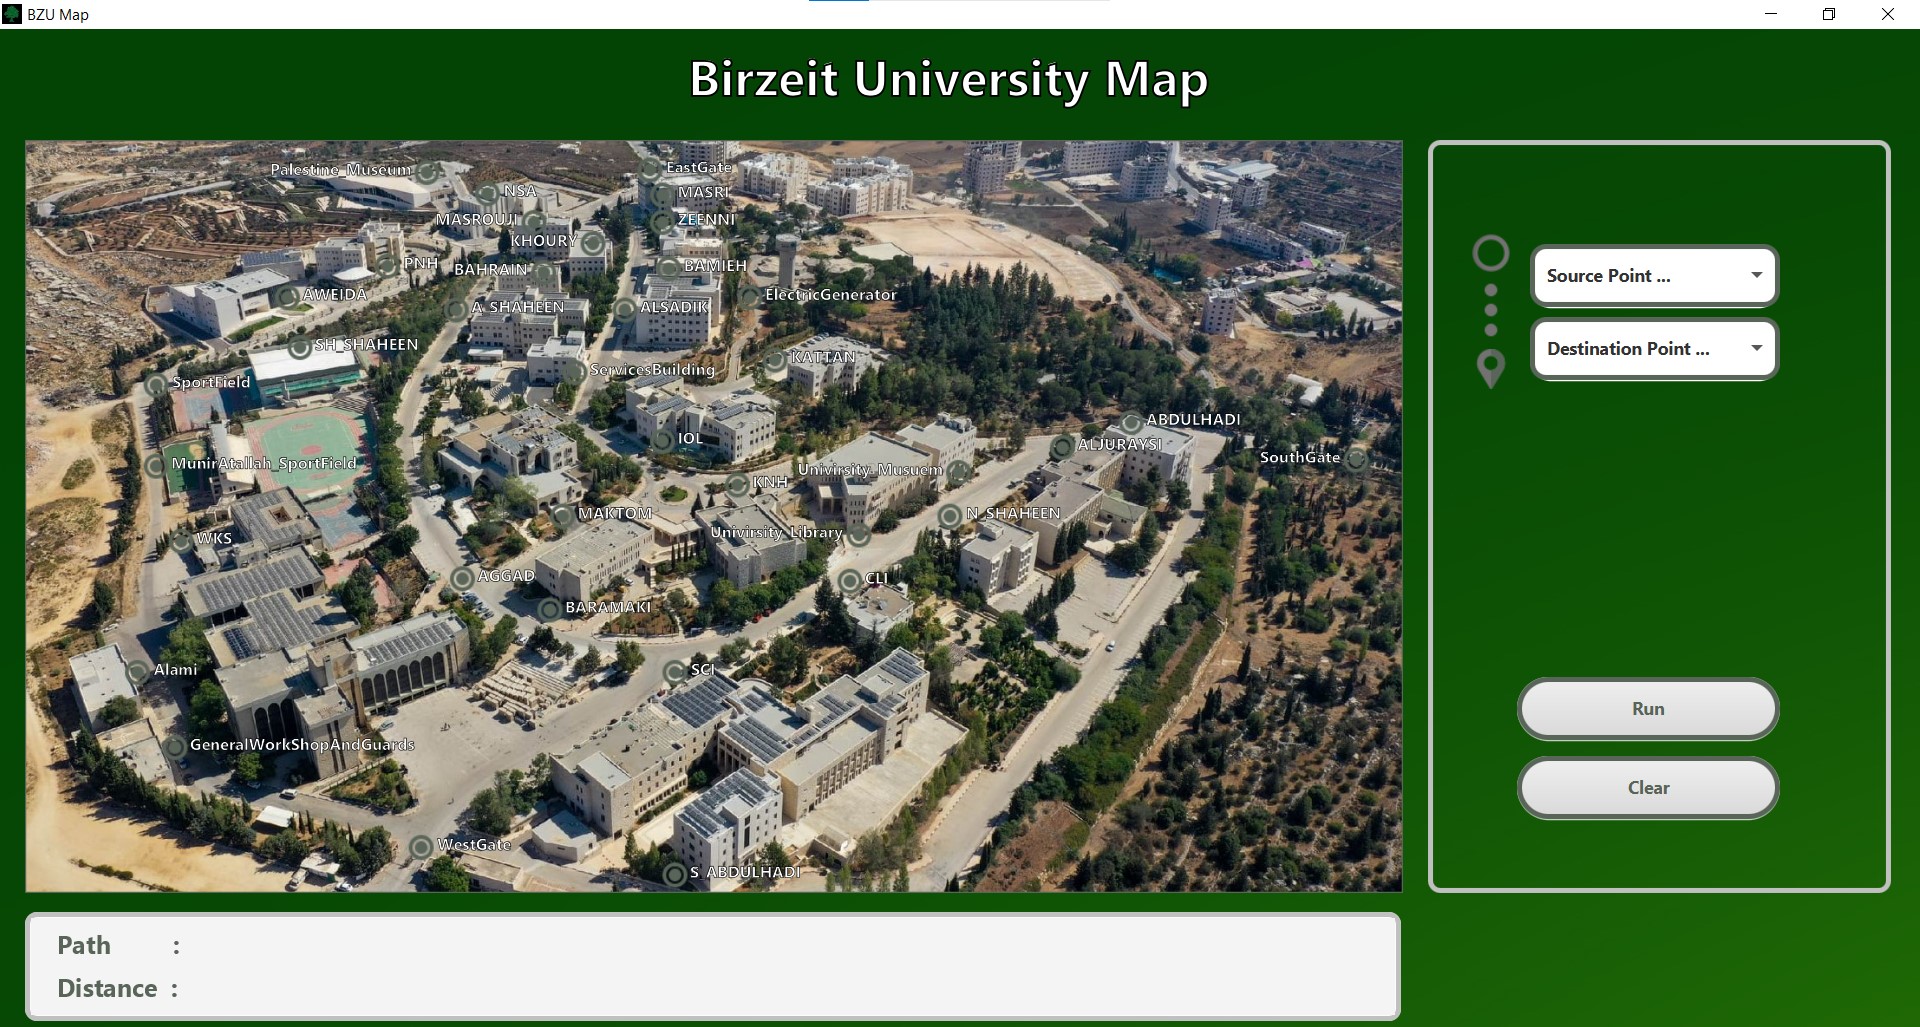 BZU Map
Birzeit University Map
Palestine_Museum
EastGate
NSA
MASRI
MASROUJI
ZEENNI
KHOURY
PNH
BAHRAIN
BAMIEH
AWEIDA
A_SHAHEEN
ALSADIK
ElectricGenerator
SH_SHAHEEN
KATTAN
ServicesBuilding
SportField
ABDULHADI
IOL
ALJURAYSI
SouthGate
MunirAtallah_SportField
Univirsity_Musuem
KNH
MAKTOM
N_SHAHEEN
Univirsity_Library
WKS
AGGAD
CLI
BARAMAKI
Alami
SCI
GeneralWorkShopAndGuards
WestGate
S_ABDULHADI
Source Point ...
Destination Point ...
Run
Clear
Path :
Distance :